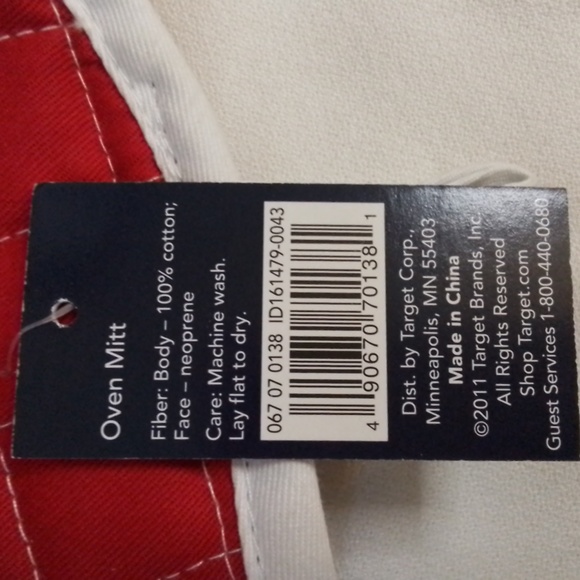 Oven Mitt
Fiber: Body – 100% cotton;
Face – neoprene
Care: Machine wash.
Lay flat to dry.
067 07 0138 ID161479-0043
4 90670 70138 1
Dist. by Target Corp.,
Minneapolis, MN 55403
Made in China
©2011 Target Brands, Inc.
All Rights Reserved
Shop Target.com
Guest Services 1-800-440-0680